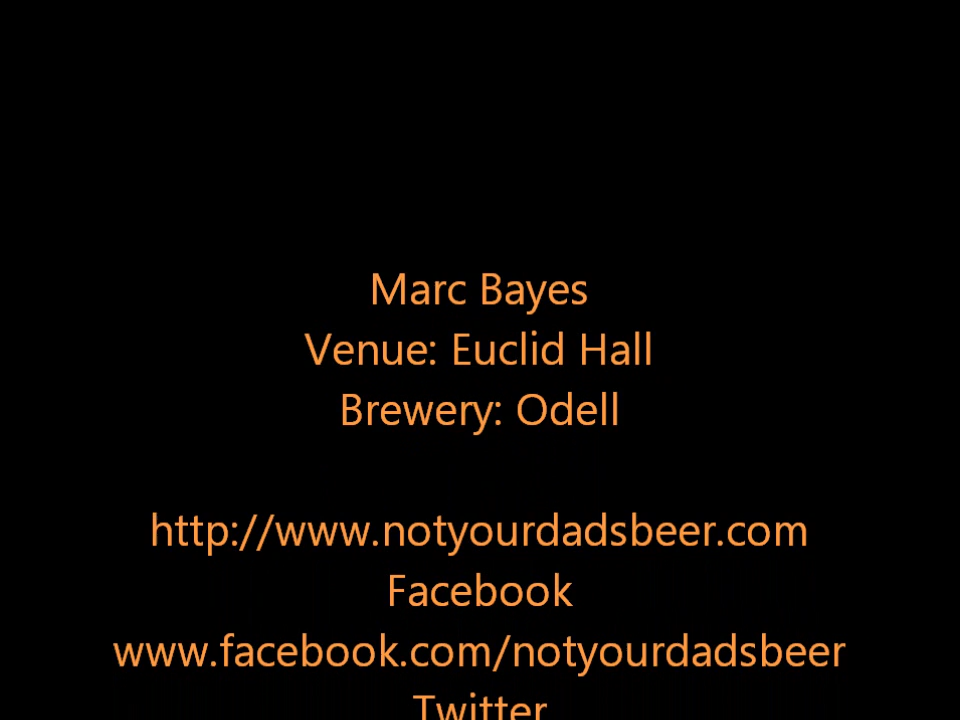 Marc Bayes
Venue: Euclid Hall
Brewery: Odell
http://www.notyourdadsbeer.com
Facebook
www.facebook.com/notyourdadsbeer
Twitter